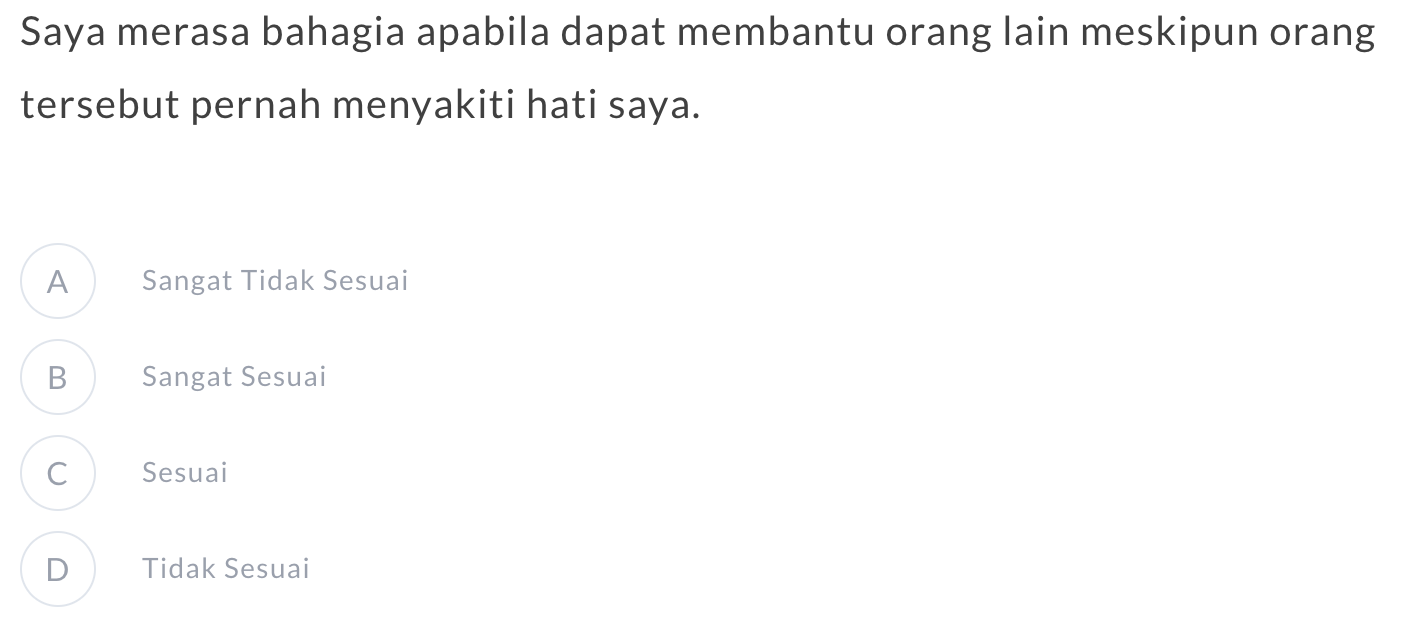 Saya merasa bahagia apabila dapat membantu orang lain meskipun orang
tersebut pernah menyakiti hati saya.
A Sangat Tidak Sesuai
B Sangat Sesuai
C Sesuai
D Tidak Sesuai